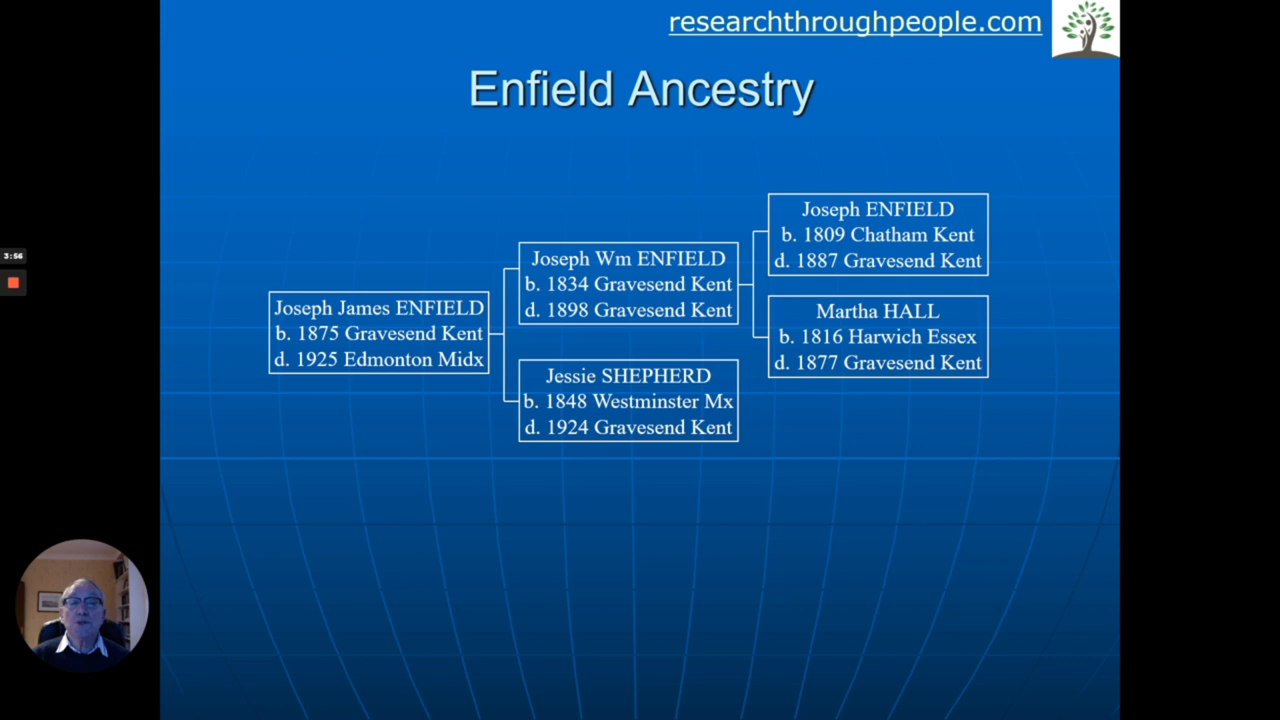 researchthroughpeople.com
Enfield Ancestry
3:56
Joseph James ENFIELD
b. 1875 Gravesend Kent
d. 1925 Edmonton Midx
Joseph Wm ENFIELD
b. 1834 Gravesend Kent
d. 1898 Gravesend Kent
Jessie SHEPHERD
b. 1848 Westminster Mx
d. 1924 Gravesend Kent
Joseph ENFIELD
b. 1809 Chatham Kent
d. 1887 Gravesend Kent
Martha HALL
b. 1816 Harwich Essex
d. 1877 Gravesend Kent